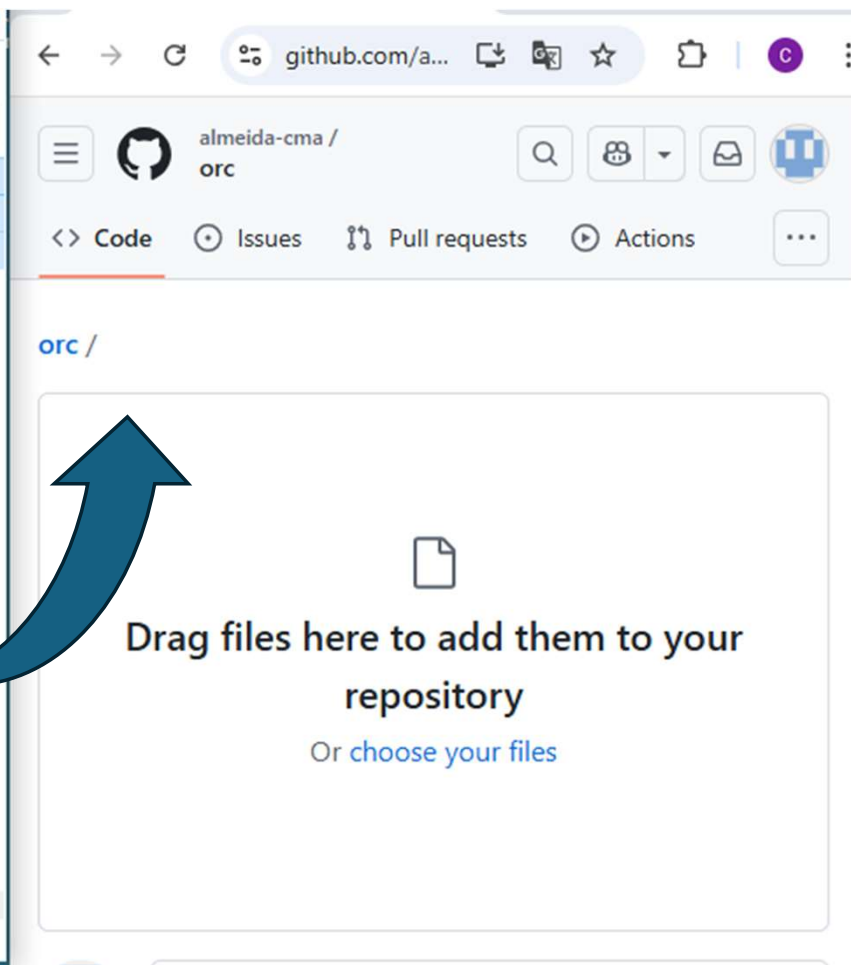 github.com/a...
C
almeida-cma /
orc
Code
Issues
Pull requests
Actions
orc /
Drag files here to add them to your
repository
Or choose your files